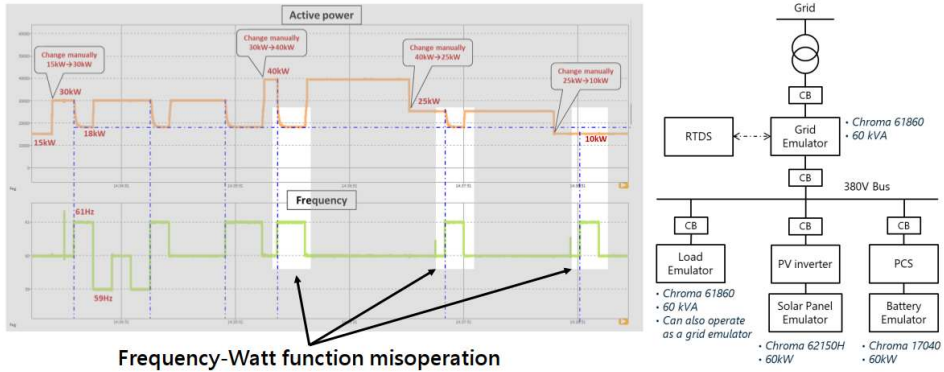 Active power
Change manually
15kW→30kW
Change manually
30kW→40kW
Change manually
40kW→25kW
Change manually
25kW→10kW
40kW
30kW
25kW
18kW
15kW
10kW
Frequency
61Hz
59Hz
Frequency-Watt function misoperation
Grid
CB
RTDS
Grid
Emulator
• Chroma 61860
• 60 kVA
CB
380V Bus
CB
CB
CB
Load
Emulator
PV inverter
PCS
• Chroma 61860
• 60 kVA
• Can also operate
as a grid emulator
Solar Panel
Emulator
Battery
Emulator
• Chroma 62150H
• 60kW
• Chroma 17040
• 60kW